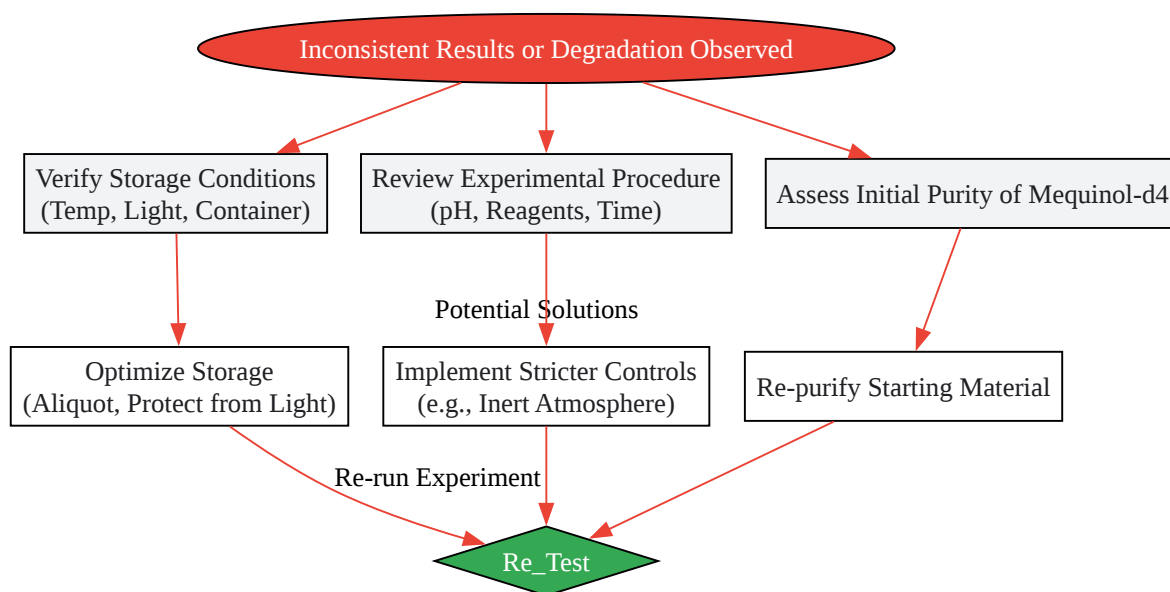 Inconsistent Results or Degradation Observed
Verify Storage Conditions
(Temp, Light, Container)
Review Experimental Procedure
(pH, Reagents, Time)
Assess Initial Purity of Mequinol-d4
Potential Solutions
Optimize Storage
(Aliquot, Protect from Light)
Implement Stricter Controls
(e.g., Inert Atmosphere)
Re-purify Starting Material
Re-run Experiment
Re_Test